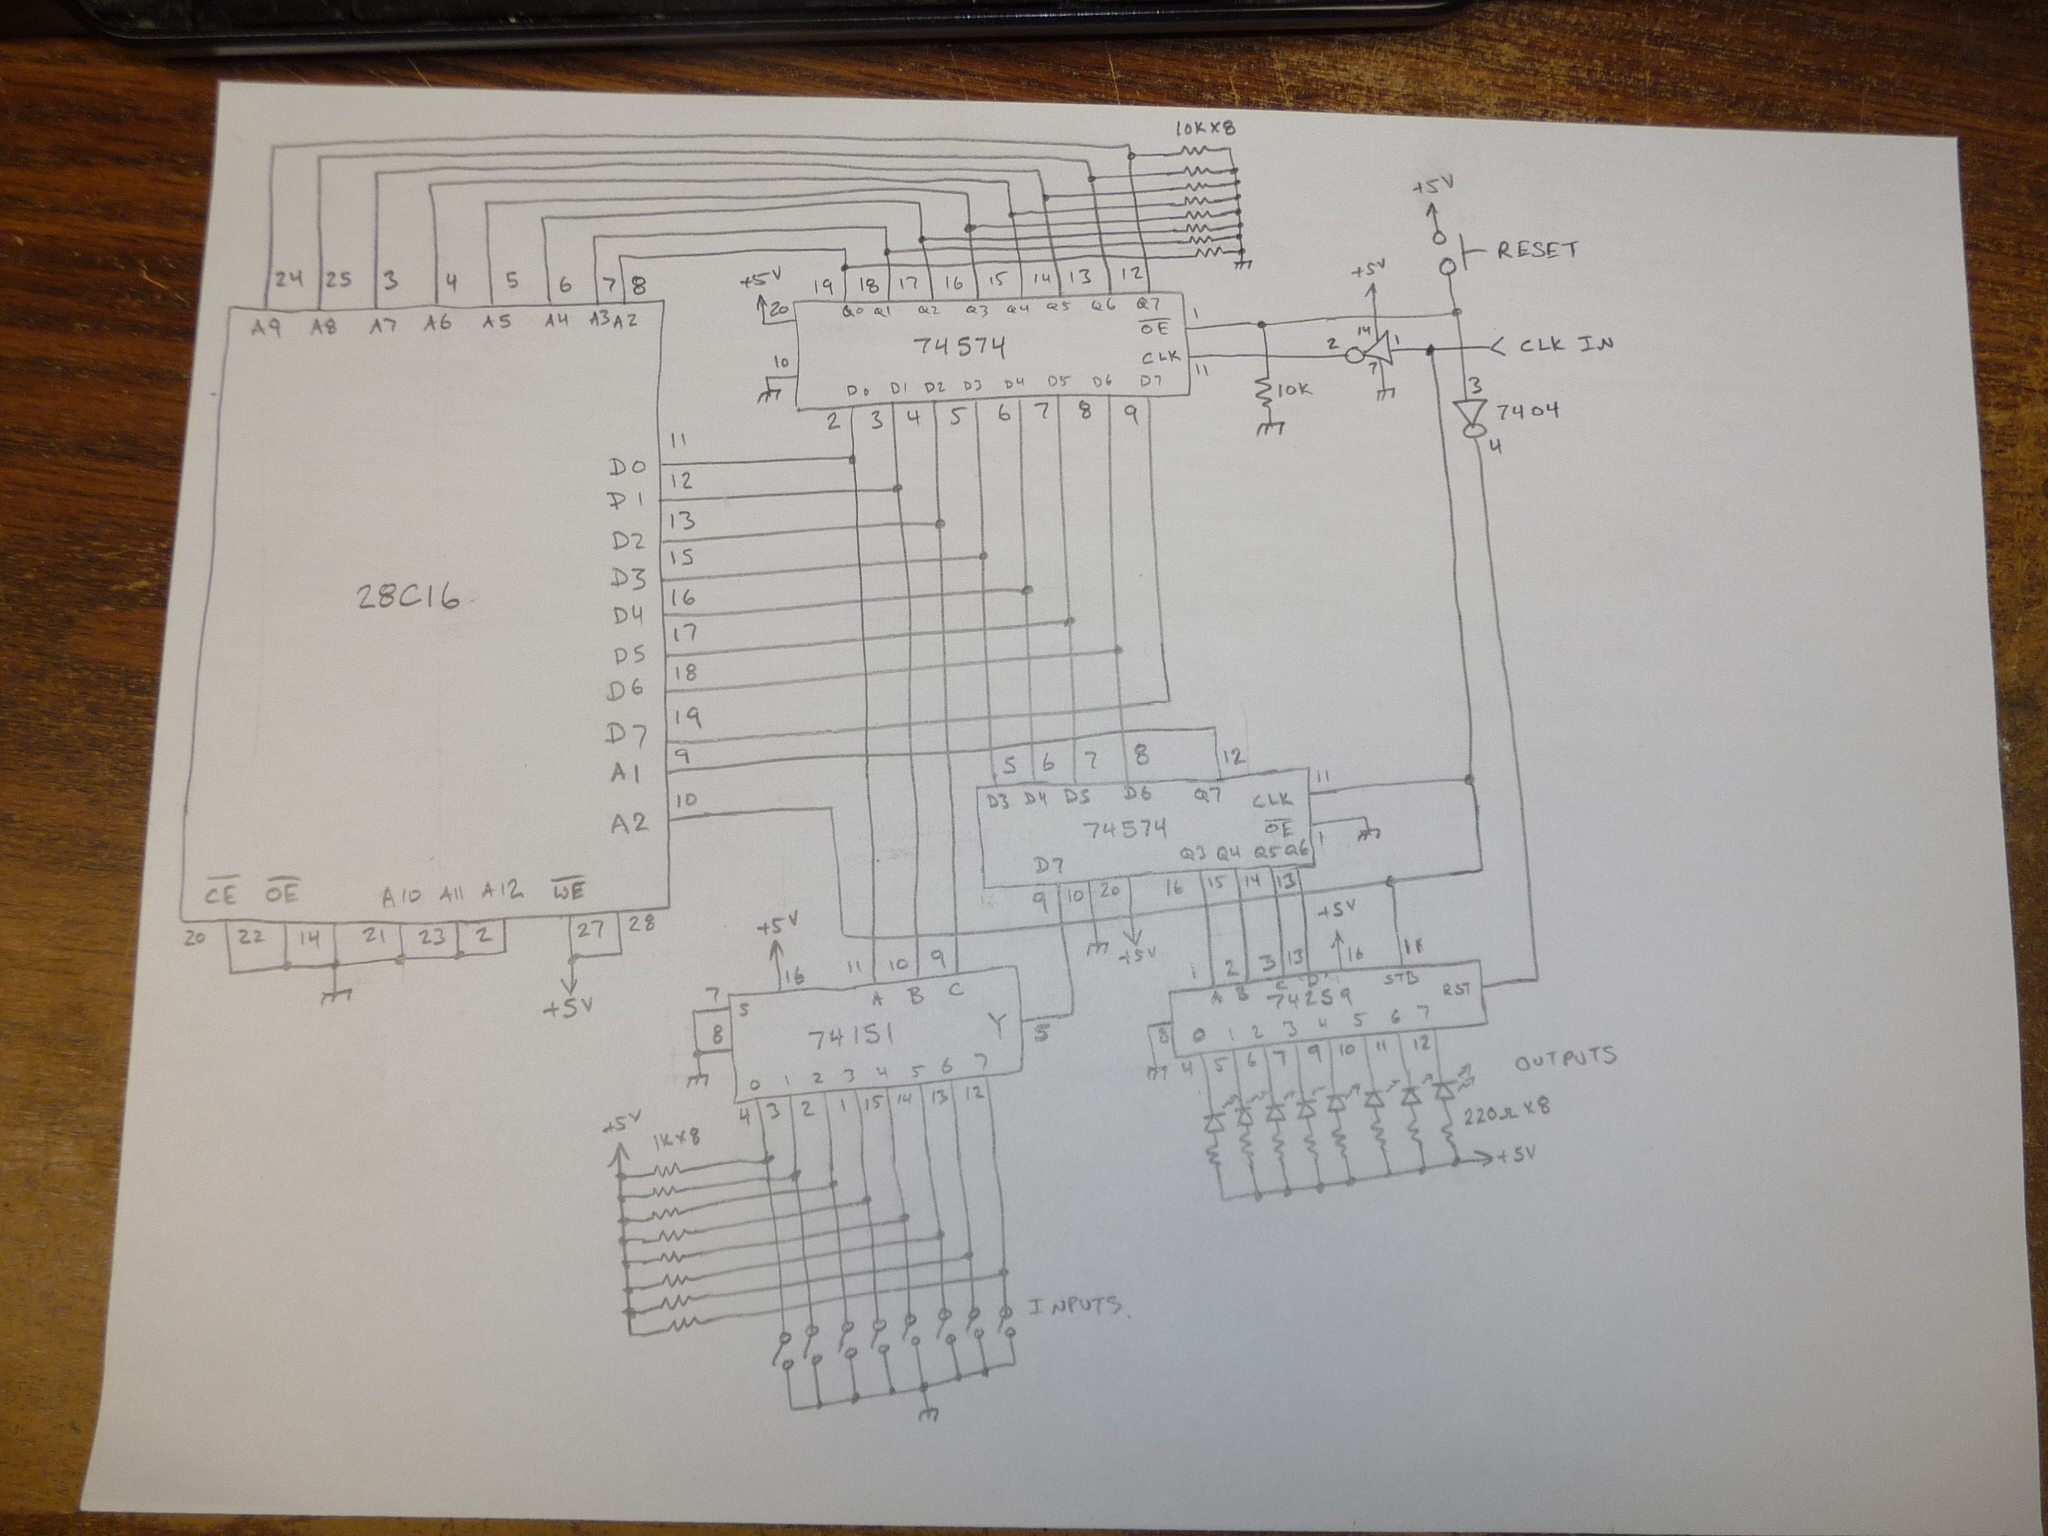 10K X 8
+5V
RESET
24 25 3 4 5 6 7 8
A9 A8 A7 A6 A5 A4 A3 A2
+5V
19 18 17 16 15 14 13 12
20
Q0 Q1 Q2 Q3 Q4 Q5 Q6 Q7
1
OE
74574
CLK
11
10
D0 D1 D2 D3 D4 D5 D6 D7
2 3 4 5 6 7 8 9
+5V
14
2
1
7
CLK IN
10K
3
7404
4
28C16
11
D0
12
D1
13
D2
15
D3
16
D4
17
D5
18
D6
19
D7
9
A1
10
A2
5 6 7 8 12
D3 D4 D5 D6 Q7
11
CLK
74574
OE
1
D7
Q3 Q4 Q5 Q6
9 10 20 16 15 14 13
+5V
CE OE A10 A11 A12 WE
20 22 14 21 23 2 27 28
+5V
+5V
16
11 10 9
7
S
A B C
8
74151
Y
5
0 1 2 3 4 5 6 7
4 3 2 1 15 14 13 12
+5V
1K X 8
INPUTS
+5V
1 2 3 13 16
A B C D STB
74259
RST
8
0 1 2 3 4 5 6 7
4 5 6 7 9 10 11 12
OUTPUTS
220Ω X 8
+5V